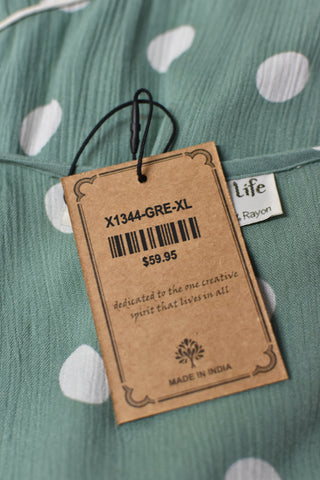 X1344-GRE-XL
$59.95
dedicated to the one creative
spirit that lives in all
MADE IN INDIA
Life
Rayon